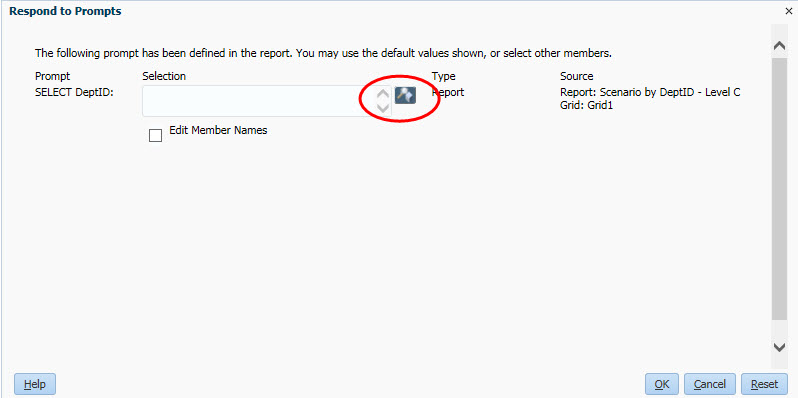 Respond to Prompts
The following prompt has been defined in the report. You may use the default values shown, or select other members.
Prompt Selection Type Source
SELECT DeptID: Report Report: Scenario by DeptID - Level C
Grid: Grid1
Edit Member Names
Help OK Cancel Reset